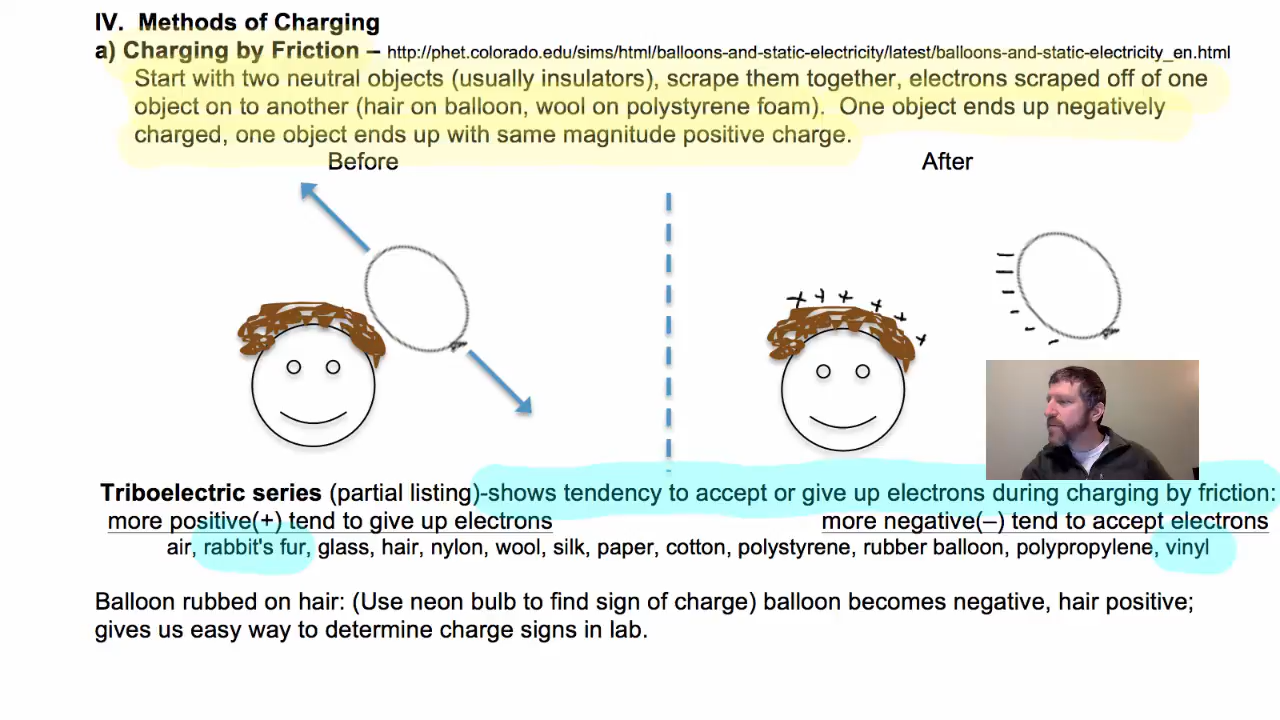 IV. Methods of Charging
a) Charging by Friction – http://phet.colorado.edu/sims/html/balloons-and-static-electricity/latest/balloons-and-static-electricity_en.html
Start with two neutral objects (usually insulators), scrape them together, electrons scraped off of one
object on to another (hair on balloon, wool on polystyrene foam). One object ends up negatively
charged, one object ends up with same magnitude positive charge.
Before After
+ + + + + +
– – – – – –
Triboelectric series (partial listing)-shows tendency to accept or give up electrons during charging by friction:
more positive(+) tend to give up electrons more negative(–) tend to accept electrons
air, rabbit's fur, glass, hair, nylon, wool, silk, paper, cotton, polystyrene, rubber balloon, polypropylene, vinyl
Balloon rubbed on hair: (Use neon bulb to find sign of charge) balloon becomes negative, hair positive;
gives us easy way to determine charge signs in lab.